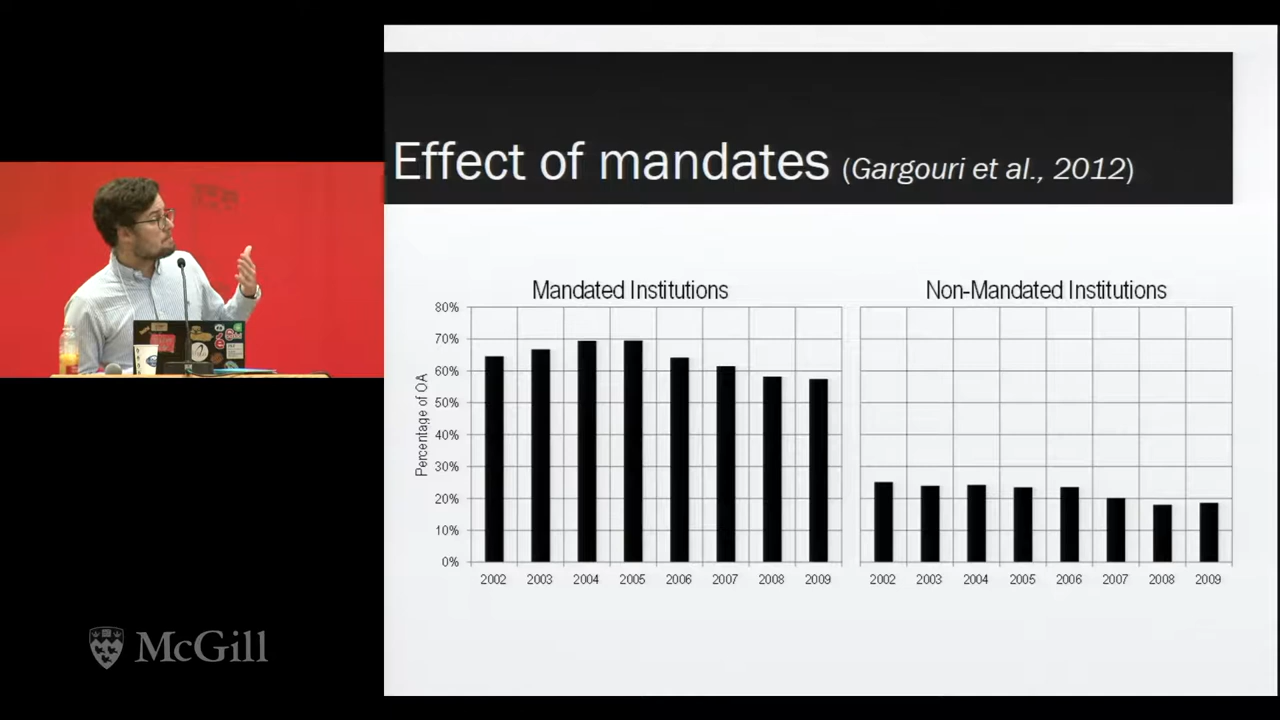 Effect of mandates (Gargouri et al., 2012)
Mandated Institutions
Non-Mandated Institutions
Percentage of OA
80%
70%
60%
50%
40%
30%
20%
10%
0%
2002 2003 2004 2005 2006 2007 2008 2009
2002 2003 2004 2005 2006 2007 2008 2009
McGill